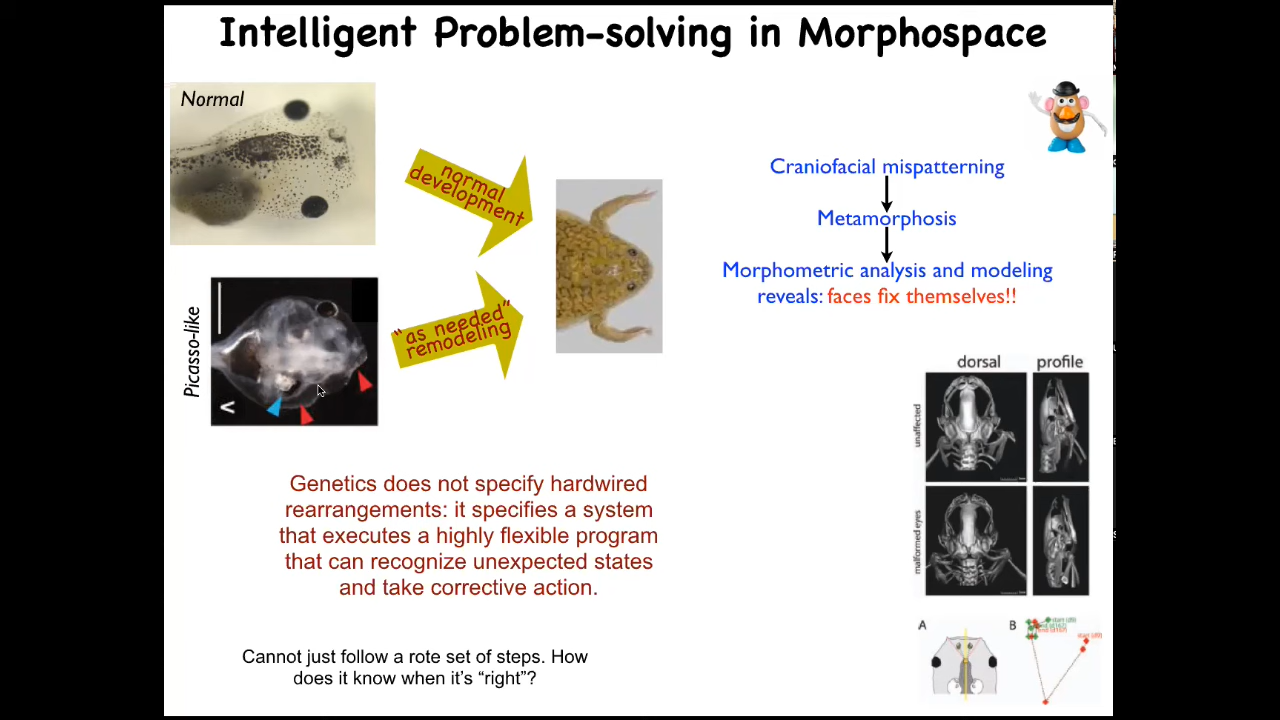 Intelligent Problem-solving in Morphospace
Normal
normal
development
Picasso-like
"as needed"
remodeling
Craniofacial mispatterning
Metamorphosis
Morphometric analysis and modeling
reveals: faces fix themselves!!
Genetics does not specify hardwired
rearrangements: it specifies a system
that executes a highly flexible program
that can recognize unexpected states
and take corrective action.
Cannot just follow a rote set of steps. How
does it know when it's "right"?
dorsal profile
unaffected
malformed eyes
A
B